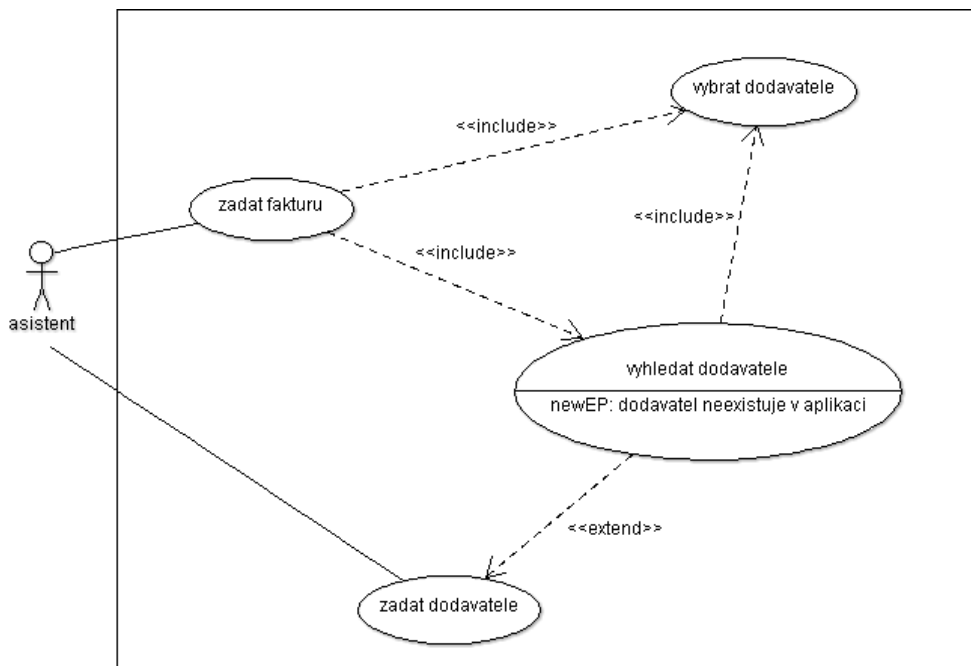 vybrat dodavatele
<<include>>
zadat fakturu
<<include>>
<<include>>
asistent
vyhledat dodavatele
newEP: dodavatel neexistuje v aplikaci
<<extend>>
zadat dodavatele